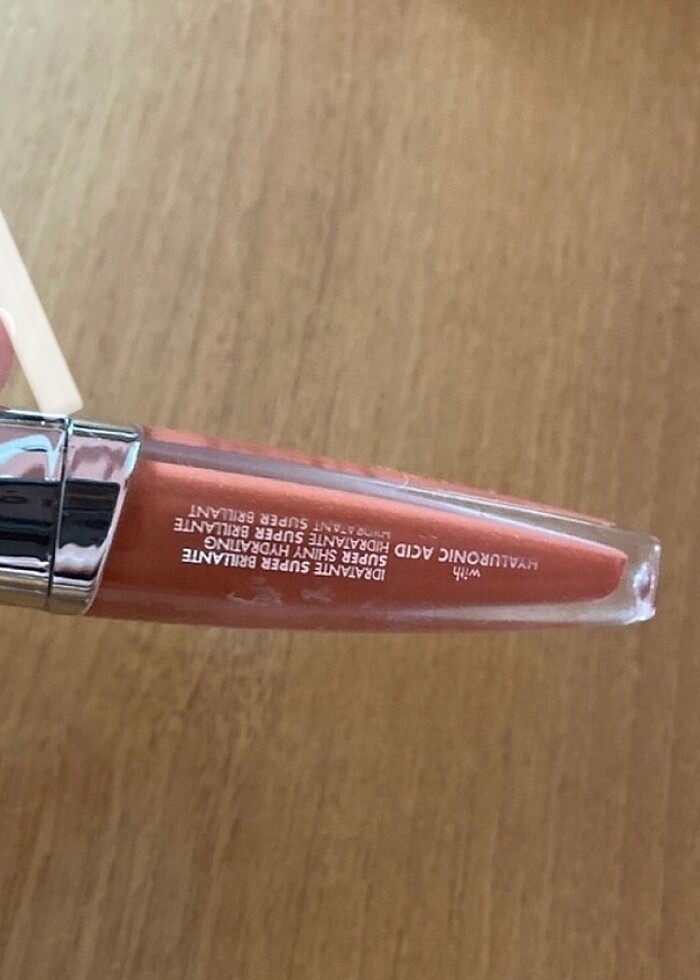 with
HYALURONIC ACID
IDRATANTE SUPER BRILLANTE
SUPER SHINY HYDRATING
HIDRATANTE SUPER BRILLANTE
HYDRATANT SUPER BRILLANT